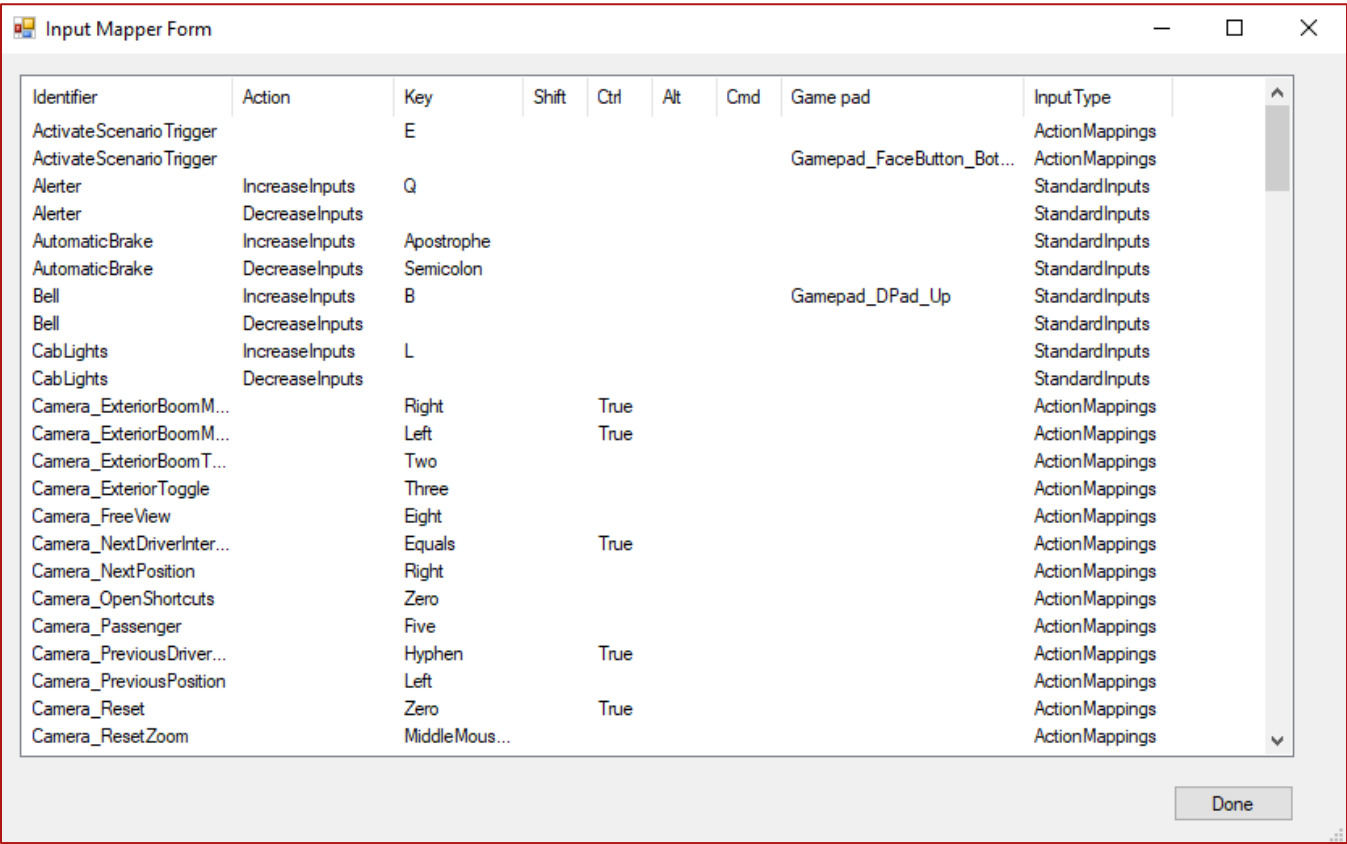 Input Mapper Form
Identifier Action Key Shift Ctrl Alt Cmd Game pad InputType
ActivateScenarioTrigger E ActionMappings
ActivateScenarioTrigger Gamepad_FaceButton_Bot... ActionMappings
Alerter IncreaseInputs Q StandardInputs
Alerter DecreaseInputs StandardInputs
AutomaticBrake IncreaseInputs Apostrophe StandardInputs
AutomaticBrake DecreaseInputs Semicolon StandardInputs
Bell IncreaseInputs B Gamepad_DPad_Up StandardInputs
Bell DecreaseInputs StandardInputs
CabLights IncreaseInputs L StandardInputs
CabLights DecreaseInputs StandardInputs
Camera_ExteriorBoomM... Right True ActionMappings
Camera_ExteriorBoomM... Left True ActionMappings
Camera_ExteriorBoomT... Two ActionMappings
Camera_ExteriorToggle Three ActionMappings
Camera_FreeView Eight ActionMappings
Camera_NextDriverInter... Equals True ActionMappings
Camera_NextPosition Right ActionMappings
Camera_OpenShortcuts Zero ActionMappings
Camera_Passenger Five ActionMappings
Camera_PreviousDriver... Hyphen True ActionMappings
Camera_PreviousPosition Left ActionMappings
Camera_Reset Zero True ActionMappings
Camera_ResetZoom MiddleMous... ActionMappings
Done